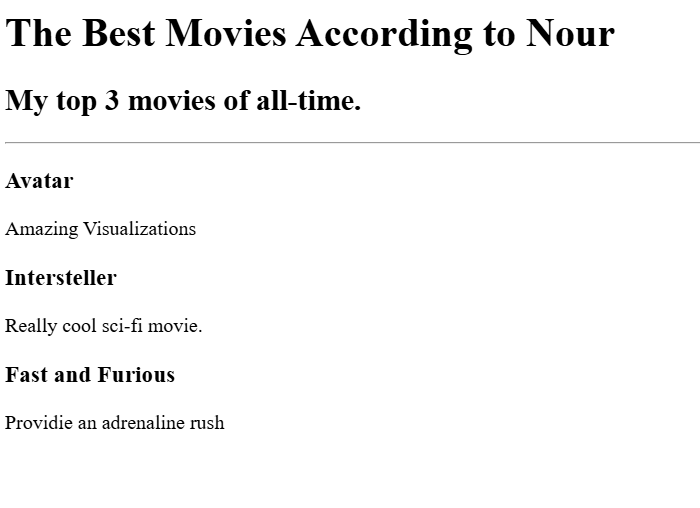 The Best Movies According to Nour
My top 3 movies of all-time.
Avatar
Amazing Visualizations
Intersteller
Really cool sci-fi movie.
Fast and Furious
Providie an adrenaline rush